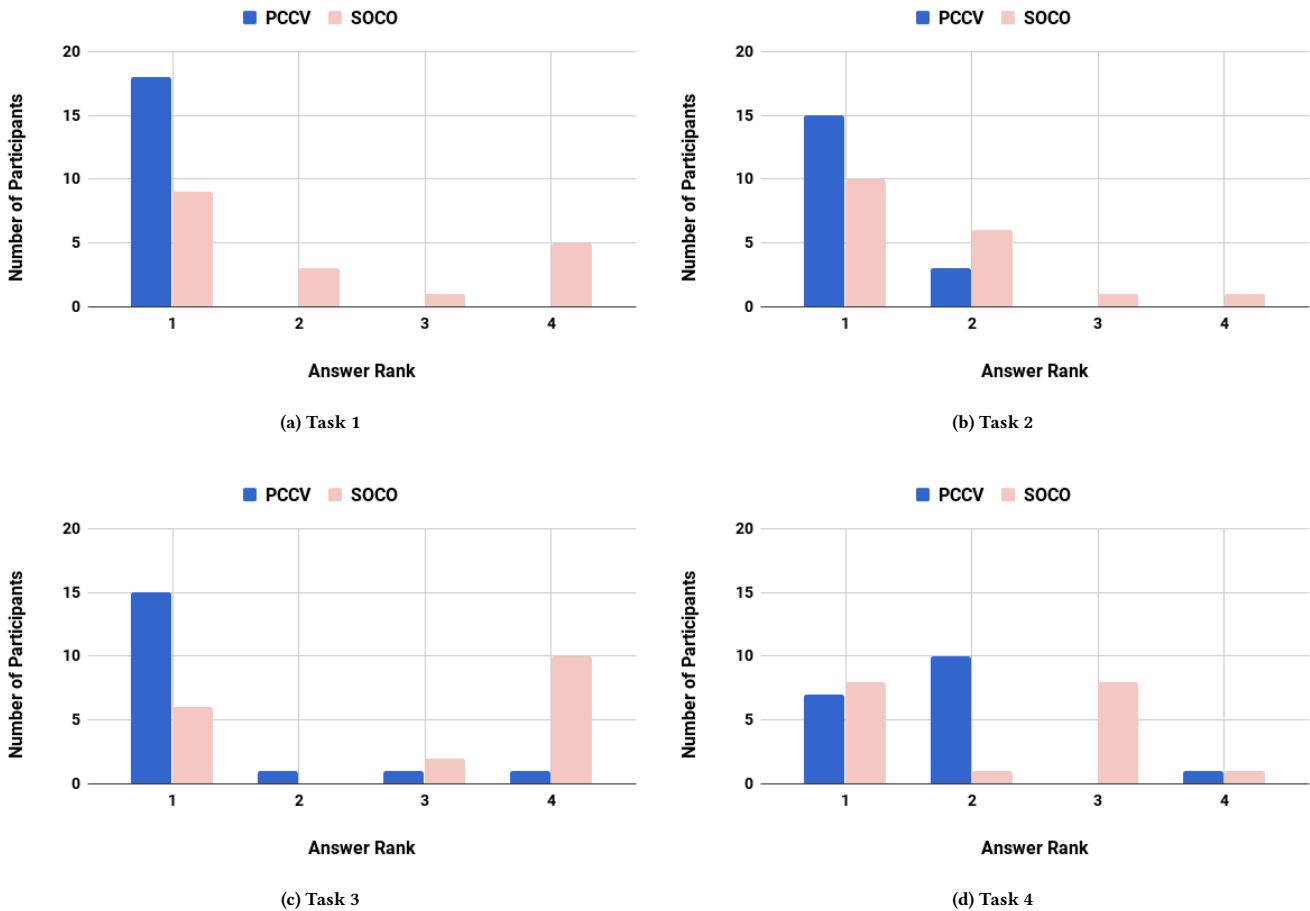 PCCV SOCO
20
15
10
5
0
Number of Participants
1 2 3 4
Answer Rank
(a) Task 1
PCCV SOCO
20
15
10
5
0
Number of Participants
1 2 3 4
Answer Rank
(b) Task 2
PCCV SOCO
20
15
10
5
0
Number of Participants
1 2 3 4
Answer Rank
(c) Task 3
PCCV SOCO
20
15
10
5
0
Number of Participants
1 2 3 4
Answer Rank
(d) Task 4